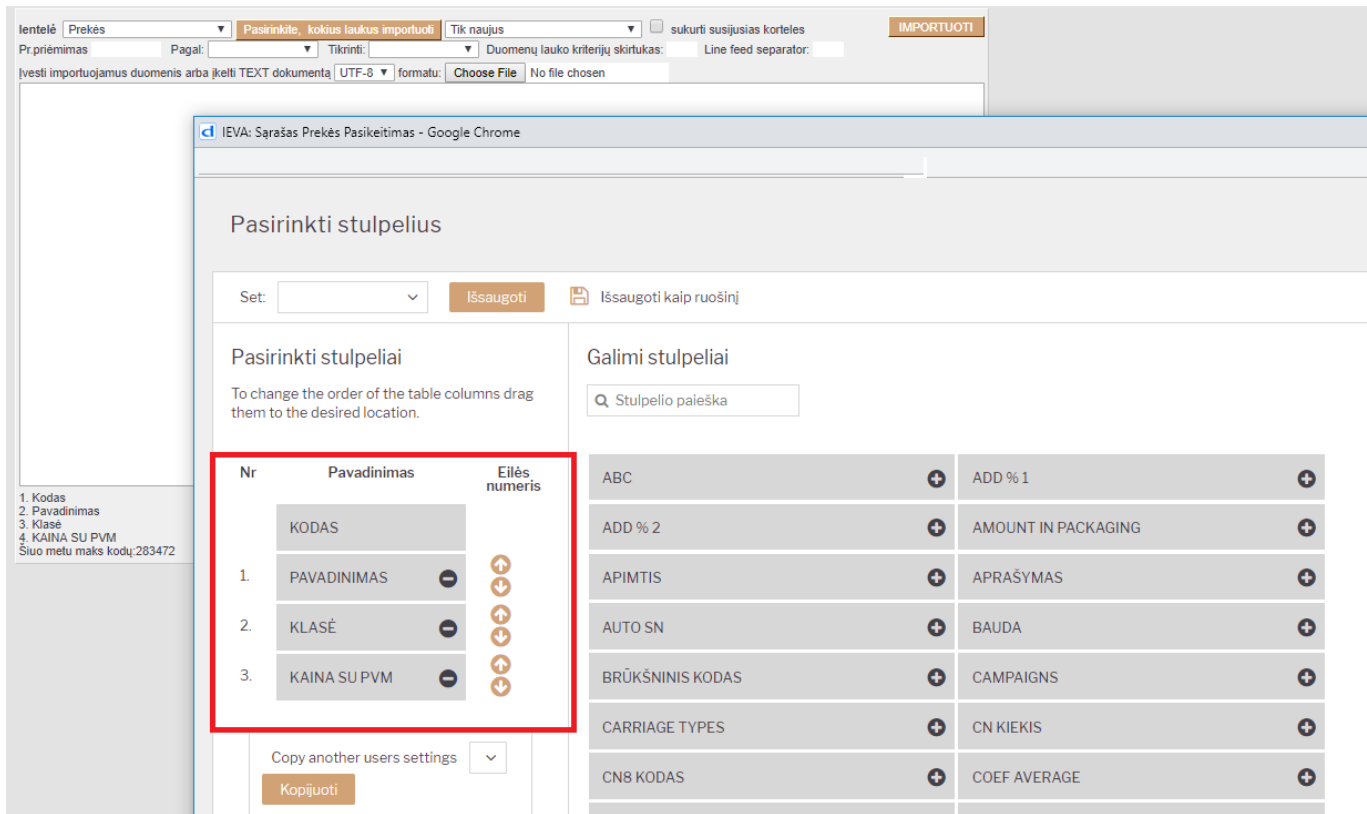 lentelė Prekės Pasirinkite, kokius laukus importuoti Tik naujus sukurti susijusias korteles IMPORTUOTI
Pr.priėmimas Pagal: Tikrinti: Duomenų lauko kriterijų skirtukas: Line feed separator:
Įvesti importuojamus duomenis arba įkelti TEXT dokumentą UTF-8 formatu: Choose File No file chosen
IEVA: Sąrašas Prekės Pasikeitimas - Google Chrome
Pasirinkti stulpelius
Set: Išsaugoti Išsaugoti kaip ruošinį
Pasirinkti stulpeliai
To change the order of the table columns drag
them to the desired location.
Nr Pavadinimas Eilės
numeris
KODAS
1. PAVADINIMAS
2. KLASĖ
3. KAINA SU PVM
Copy another users settings
Kopijuoti
Galimi stulpeliai
Stulpelio paieška
ABC ADD % 1
ADD % 2 AMOUNT IN PACKAGING
APIMTIS APRAŠYMAS
AUTO SN BAUDA
BRŪKŠNINIS KODAS CAMPAIGNS
CARRIAGE TYPES CN KIEKIS
CN8 KODAS COEF AVERAGE
1. Kodas
2. Pavadinimas
3. Klasė
4. KAINA SU PVM
Šiuo metu maks kodų:283472